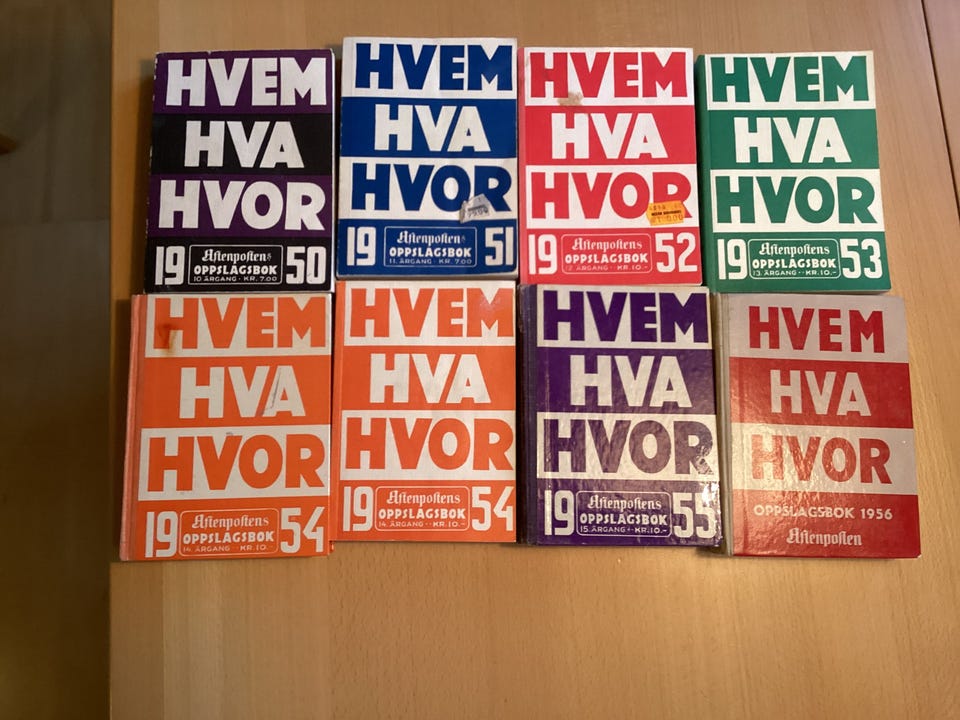 HVEM
HVA
HVOR
19 Aftenpostens 50
OPPSLAGSBOK
10. ÅRGANG · KR. 7.00
HVEM
HVA
HVOR
19 Aftenpostens 51
OPPSLAGSBOK
11. ÅRGANG · KR. 7.00
HVEM
HVA
HVOR
19 Aftenpostens 52
OPPSLAGSBOK
12. ÅRGANG · KR. 10.-
HVEM
HVA
HVOR
19 Aftenpostens 53
OPPSLAGSBOK
13. ÅRGANG · KR. 10.-
HVEM
HVA
HVOR
19 Aftenpostens 54
OPPSLAGSBOK
14. ÅRGANG · KR. 10.-
HVEM
HVA
HVOR
19 Aftenpostens 54
OPPSLAGSBOK
14. ÅRGANG · KR. 10.-
HVEM
HVA
HVOR
19 Aftenpostens 55
OPPSLAGSBOK
15. ÅRGANG · KR. 10.-
HVEM
HVA
HVOR
OPPSLAGSBOK 1956
Aftenposten